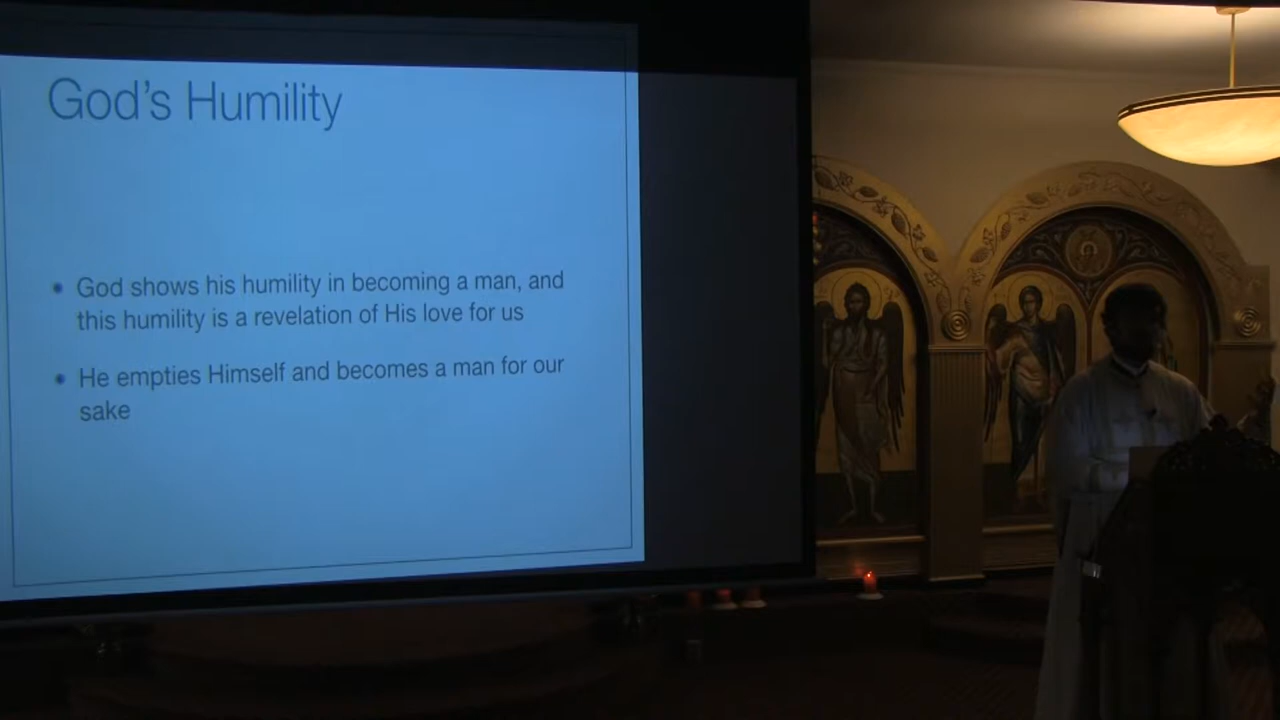 God's Humility
• God shows his humility in becoming a man, and
this humility is a revelation of His love for us
• He empties Himself and becomes a man for our
sake